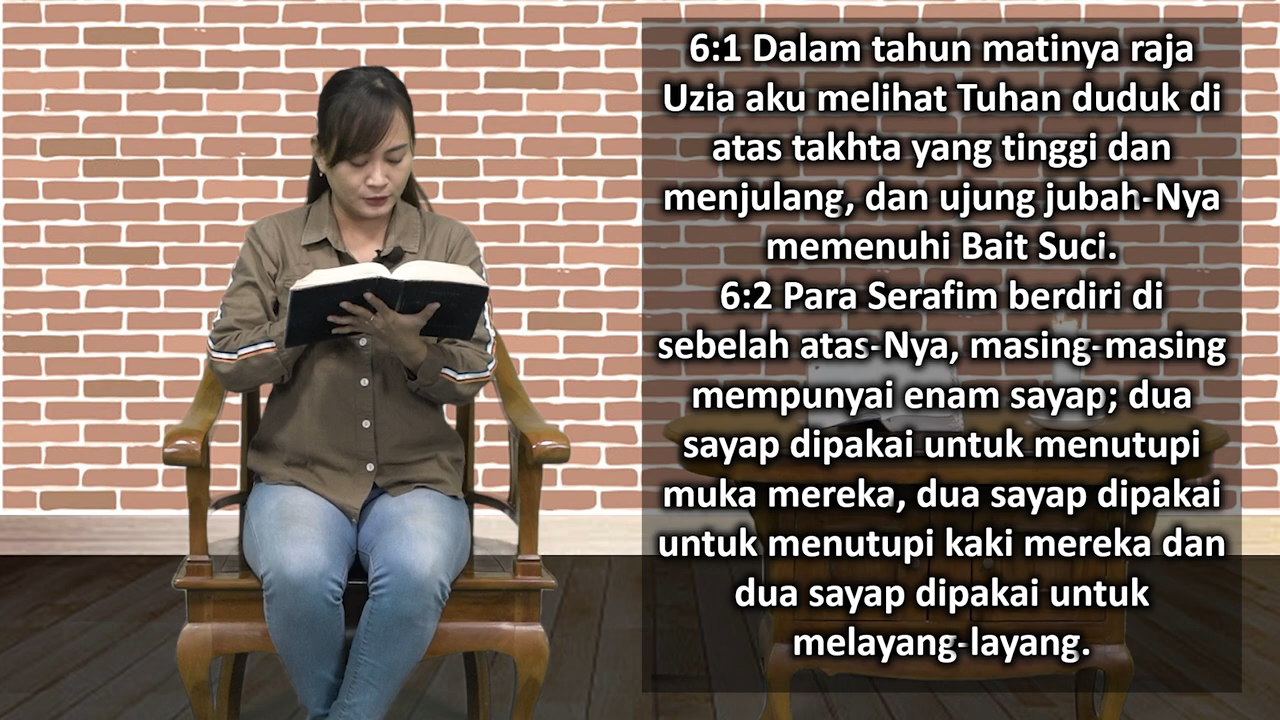 6:1 Dalam tahun matinya raja
Uzia aku melihat Tuhan duduk di
atas takhta yang tinggi dan
menjulang, dan ujung jubah-Nya
memenuhi Bait Suci.
6:2 Para Serafim berdiri di
sebelah atas-Nya, masing-masing
mempunyai enam sayap; dua
sayap dipakai untuk menutupi
muka mereka, dua sayap dipakai
untuk menutupi kaki mereka dan
dua sayap dipakai untuk
melayang-layang.